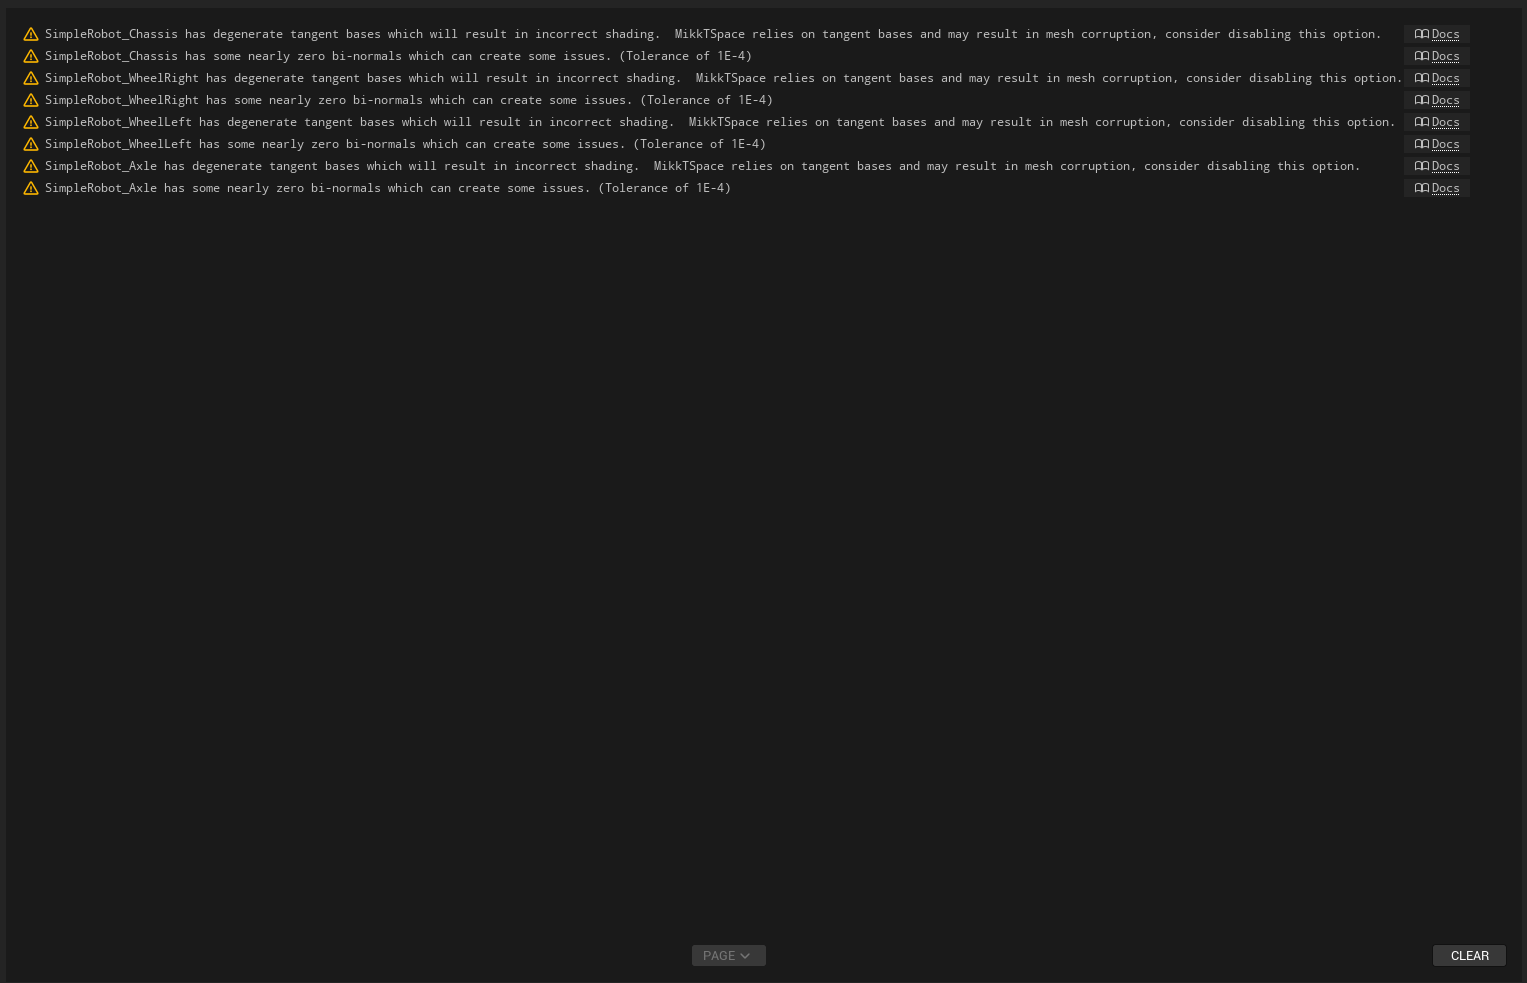 SimpleRobot_Chassis has degenerate tangent bases which will result in incorrect shading.  MikkTSpace relies on tangent bases and may result in mesh corruption, consider disabling this option. Docs
SimpleRobot_Chassis has some nearly zero bi-normals which can create some issues. (Tolerance of 1E-4) Docs
SimpleRobot_WheelRight has degenerate tangent bases which will result in incorrect shading.  MikkTSpace relies on tangent bases and may result in mesh corruption, consider disabling this option. Docs
SimpleRobot_WheelRight has some nearly zero bi-normals which can create some issues. (Tolerance of 1E-4) Docs
SimpleRobot_WheelLeft has degenerate tangent bases which will result in incorrect shading.  MikkTSpace relies on tangent bases and may result in mesh corruption, consider disabling this option. Docs
SimpleRobot_WheelLeft has some nearly zero bi-normals which can create some issues. (Tolerance of 1E-4) Docs
SimpleRobot_Axle has degenerate tangent bases which will result in incorrect shading.  MikkTSpace relies on tangent bases and may result in mesh corruption, consider disabling this option. Docs
SimpleRobot_Axle has some nearly zero bi-normals which can create some issues. (Tolerance of 1E-4) Docs
PAGE CLEAR